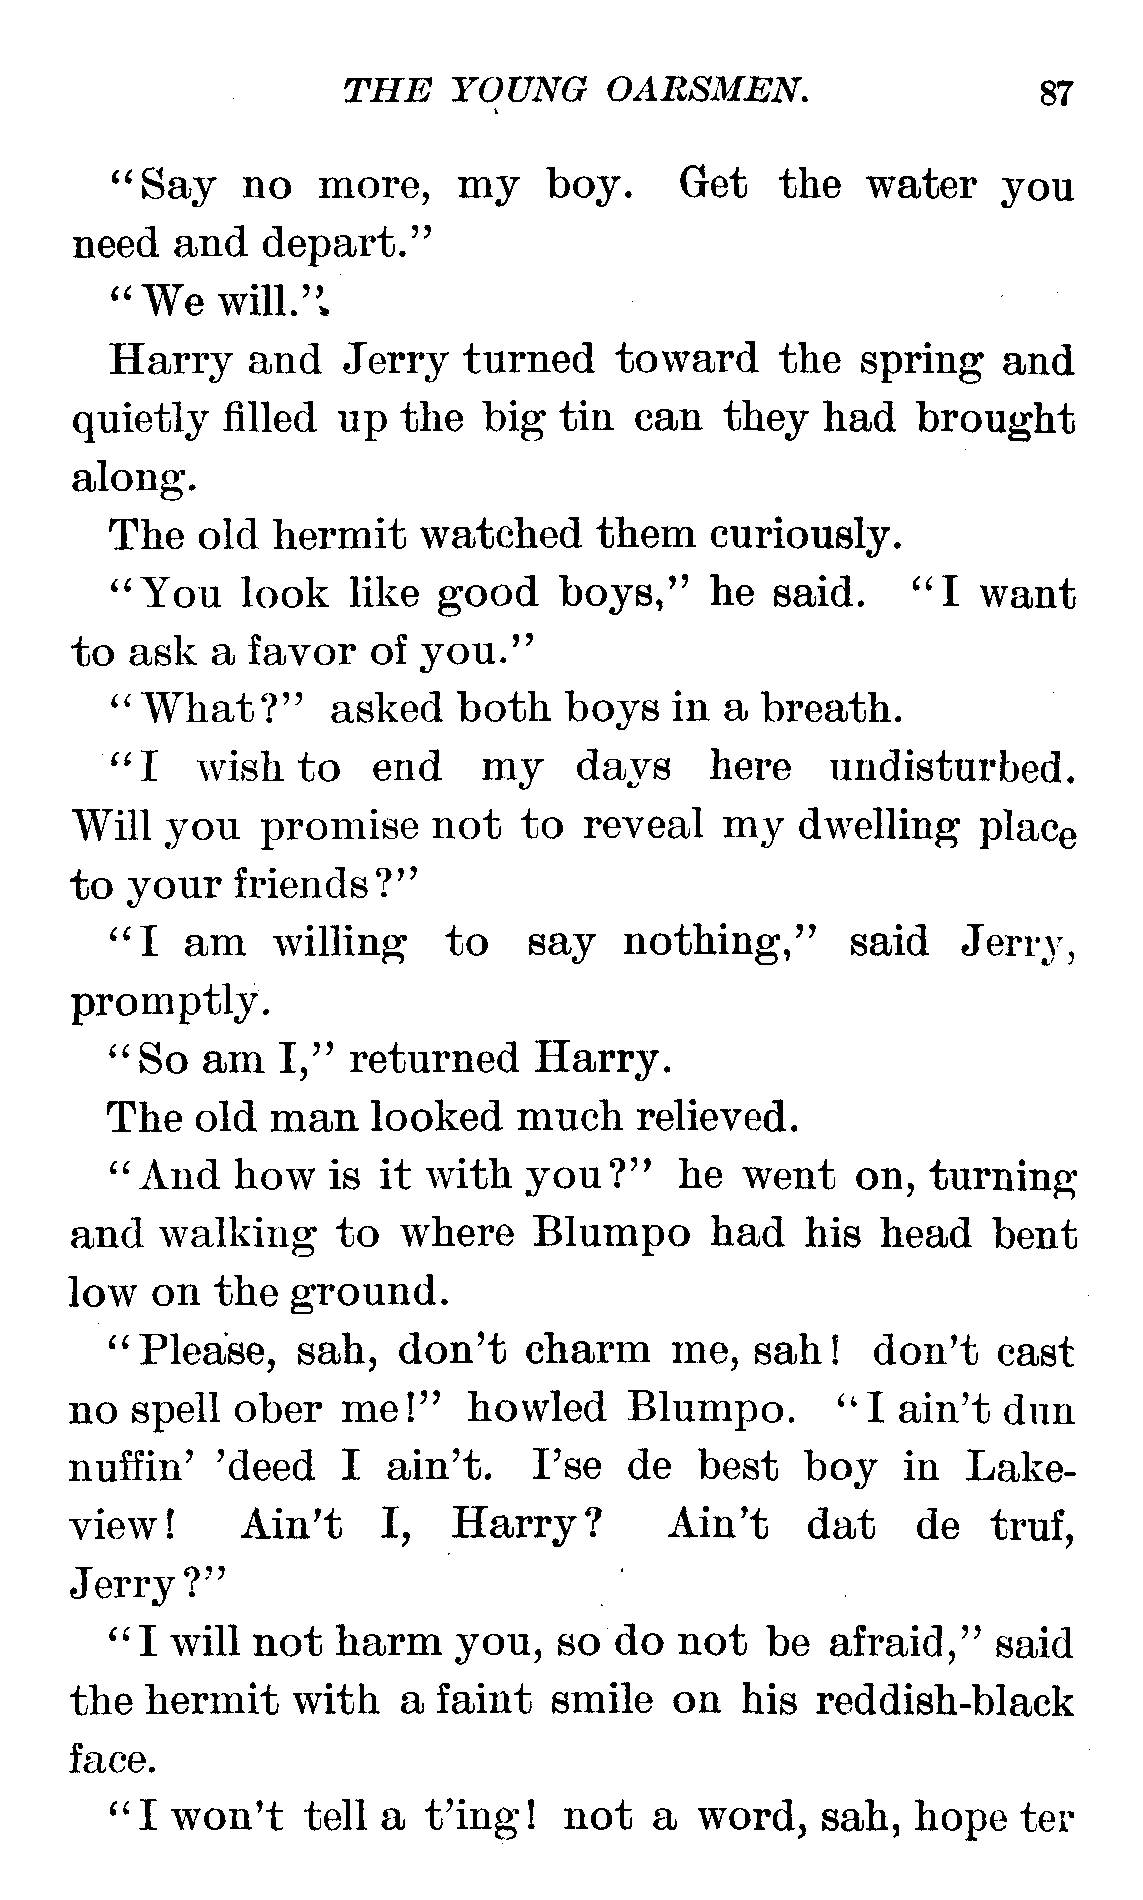 THE YOUNG OARSMEN. 87
“Say no more, my boy. Get the water you
need and depart.”
“We will.”
Harry and Jerry turned toward the spring and
quietly filled up the big tin can they had brought
along.
The old hermit watched them curiously.
“You look like good boys,” he said. “I want
to ask a favor of you.”
“What?” asked both boys in a breath.
“I wish to end my days here undisturbed.
Will you promise not to reveal my dwelling place
to your friends?”
“I am willing to say nothing,” said Jerry,
promptly.
“So am I,” returned Harry.
The old man looked much relieved.
“And how is it with you?” he went on, turning
and walking to where Blumpo had his head bent
low on the ground.
“Please, sah, don’t charm me, sah! don’t cast
no spell ober me!” howled Blumpo. “I ain’t dun
nuffin’ ’deed I ain’t. I’se de best boy in Lake-
view! Ain’t I, Harry? Ain’t dat de truf,
Jerry?”
“I will not harm you, so do not be afraid,” said
the hermit with a faint smile on his reddish-black
face.
“I won’t tell a t’ing! not a word, sah, hope ter